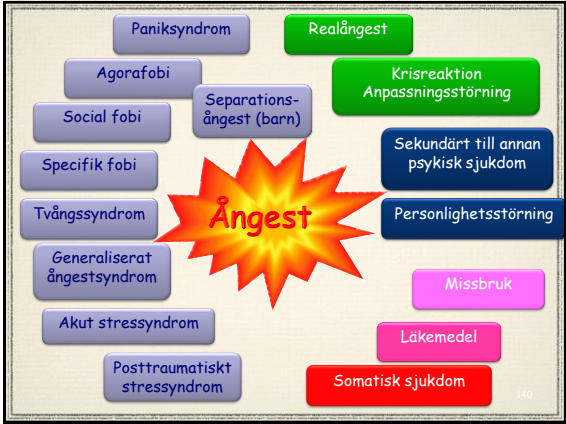 Paniksyndrom
Realångest
Agorafobi
Krisreaktion
Anpassningsstörning
Separations-
ångest (barn)
Social fobi
Sekundärt till annan
psykisk sjukdom
Specifik fobi
Tvångssyndrom
Ångest
Personlighetsstörning
Generaliserat
ångestsyndrom
Missbruk
Akut stressyndrom
Läkemedel
Posttraumatiskt
stressyndrom
Somatisk sjukdom
140